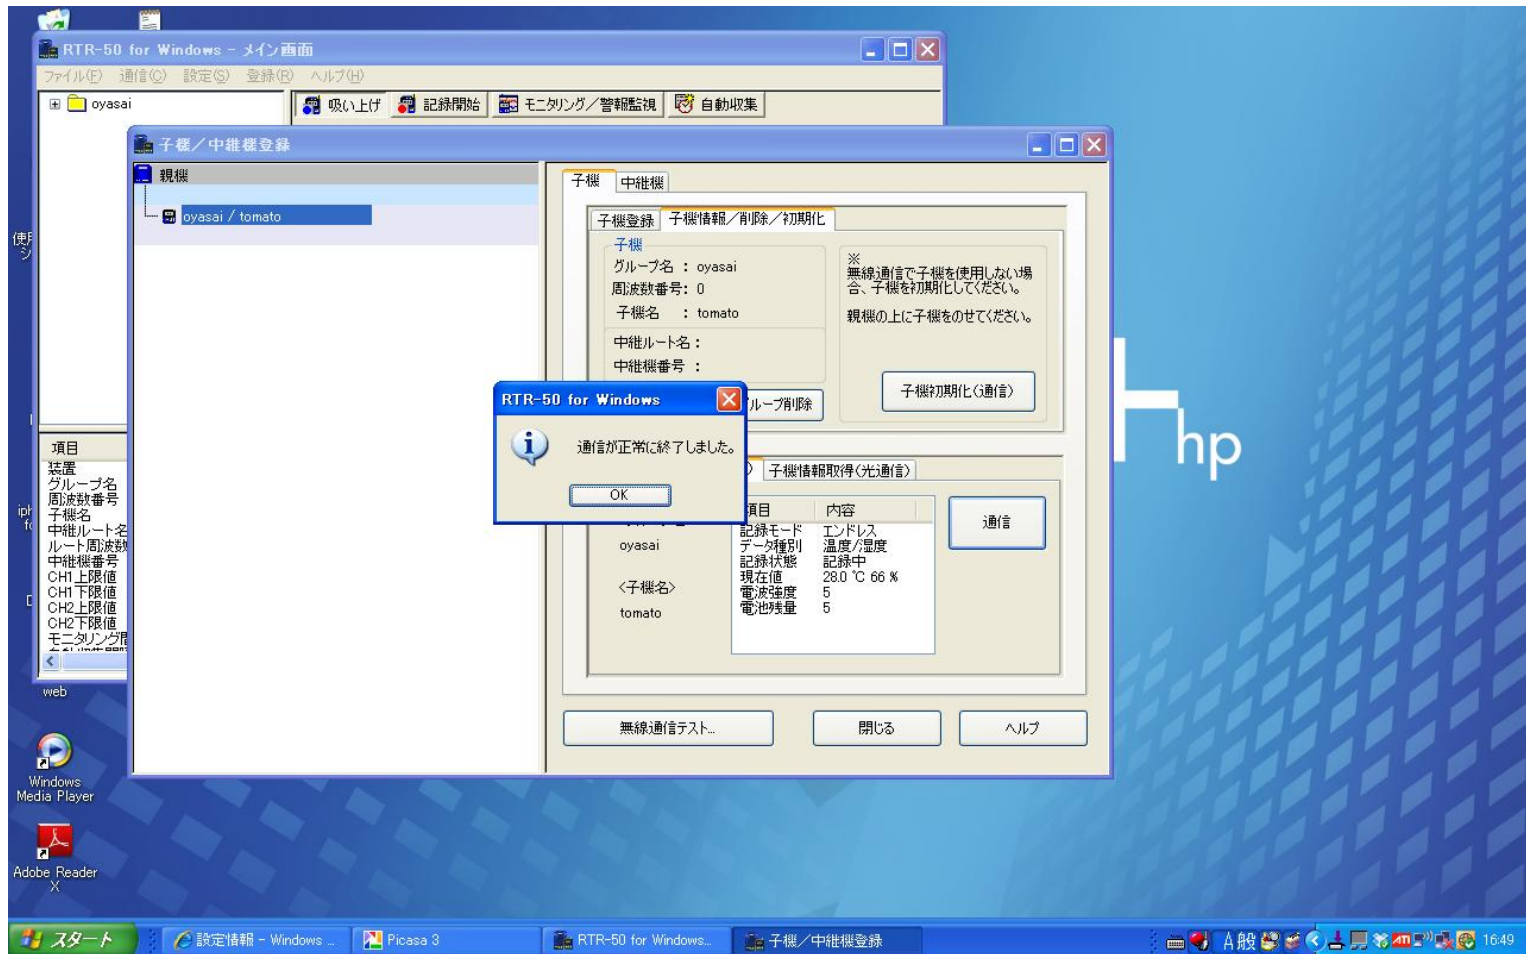 RTR-50 for Windows - メイン画面
ファイル(F) 通信(C) 設定(S) 登録(R) ヘルプ(H)
oyasai
吸い上げ 記録開始 モニタリング／警報監視 自動収集
子機／中継機登録
親機
oyasai / tomato
子機 中継機
子機登録 子機情報／削除／初期化
子機
グループ名 : oyasai
周波数番号: 0
子機名 : tomato
中継ルート名 :
中継機番号 :
ループ削除
※
無線通信で子機を使用しない場
合、子機を初期化してください。
親機の上に子機をのせてください。
子機初期化(通信)
RTR-50 for Windows
通信が正常に終了しました。
OK
子機情報取得(光通信)
項目 内容
記録モード エンドレス
データ種別 温度/湿度
記録状態 記録中
現在値 28.0 ℃ 66 %
電波強度 5
電池残量 5
oyasai
<子機名>
tomato
通信
無線通信テスト...
閉じる
ヘルプ
項目
装置
グループ名
周波数番号
子機名
中継ルート名
ルート周波数
中継機番号
CH1上限値
CH1下限値
CH2上限値
CH2下限値
モニタリング間
hp
web
Windows
Media Player
Adobe Reader
X
スタート
設定情報 - Windows ...
Picasa 3
RTR-50 for Windows...
子機／中継機登録
A般
ATI
16:49